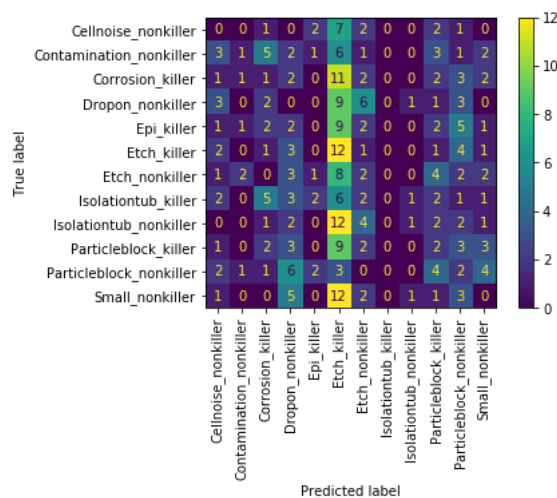 Cellnoise_nonkiller 0 0 1 0 2 7 2 0 0 2 1 0
Contamination_nonkiller 3 1 5 2 1 6 1 0 0 3 1 2
Corrosion_killer 1 1 1 2 0 11 2 0 0 2 3 2
Dropon_nonkiller 3 0 2 0 0 9 6 0 1 1 3 0
Epi_killer 1 1 2 2 0 9 2 0 0 2 5 1
Etch_killer 2 0 1 3 0 12 2 0 0 1 4 1
Etch_nonkiller 1 2 0 3 1 8 2 0 0 4 2 2
Isolationtub_killer 2 0 5 3 2 6 2 0 1 2 1 1
Isolationtub_nonkiller 0 0 1 2 0 12 4 0 1 2 2 1
Particleblock_killer 1 0 2 3 0 9 2 0 0 2 3 3
Particleblock_nonkiller 2 1 1 6 2 3 0 0 0 4 2 4
Small_nonkiller 1 0 0 5 0 12 2 0 1 1 3 0
True label
Cellnoise_nonkiller
Contamination_nonkiller
Corrosion_killer
Dropon_nonkiller
Epi_killer
Etch_killer
Etch_nonkiller
Isolationtub_killer
Isolationtub_nonkiller
Particleblock_killer
Particleblock_nonkiller
Small_nonkiller
Predicted label
12
10
8
6
4
2
0